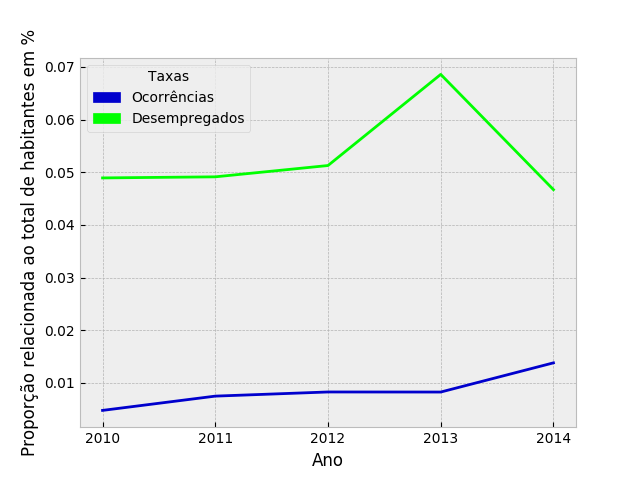 Proporção relacionada ao total de habitantes em %
0.07
0.06
0.05
0.04
0.03
0.02
0.01
Taxas
Ocorrências
Desempregados
2010 2011 2012 2013 2014
Ano